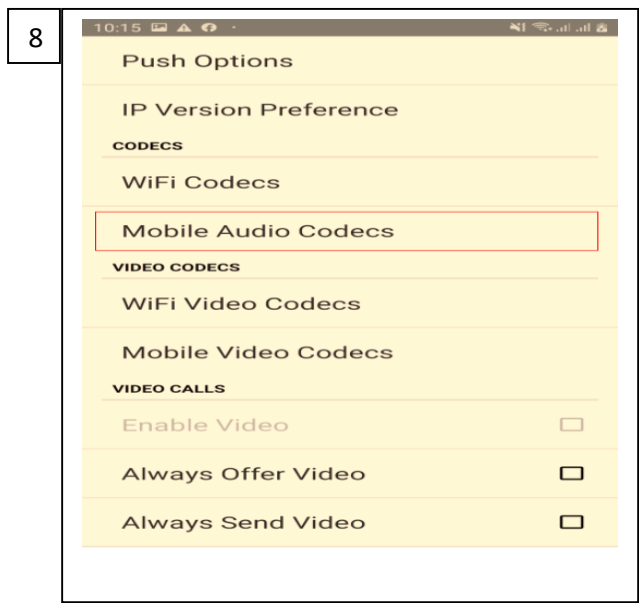 8
10:15
Push Options
IP Version Preference
CODECS
WiFi Codecs
Mobile Audio Codecs
VIDEO CODECS
WiFi Video Codecs
Mobile Video Codecs
VIDEO CALLS
Enable Video
Always Offer Video
Always Send Video